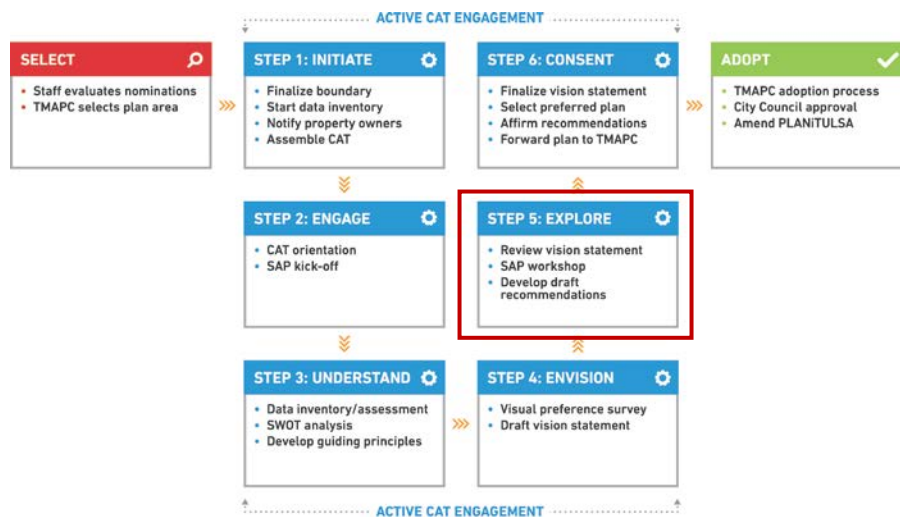 ACTIVE CAT ENGAGEMENT
SELECT
• Staff evaluates nominations
• TMAPC selects plan area
STEP 1: INITIATE
• Finalize boundary
• Start data inventory
• Notify property owners
• Assemble CAT
STEP 2: ENGAGE
• CAT orientation
• SAP kick-off
STEP 3: UNDERSTAND
• Data inventory/assessment
• SWOT analysis
• Develop guiding principles
STEP 4: ENVISION
• Visual preference survey
• Draft vision statement
STEP 5: EXPLORE
• Review vision statement
• SAP workshop
• Develop draft
recommendations
STEP 6: CONSENT
• Finalize vision statement
• Select preferred plan
• Affirm recommendations
• Forward plan to TMAPC
ADOPT
• TMAPC adoption process
• City Council approval
• Amend PLANiTULSA
ACTIVE CAT ENGAGEMENT